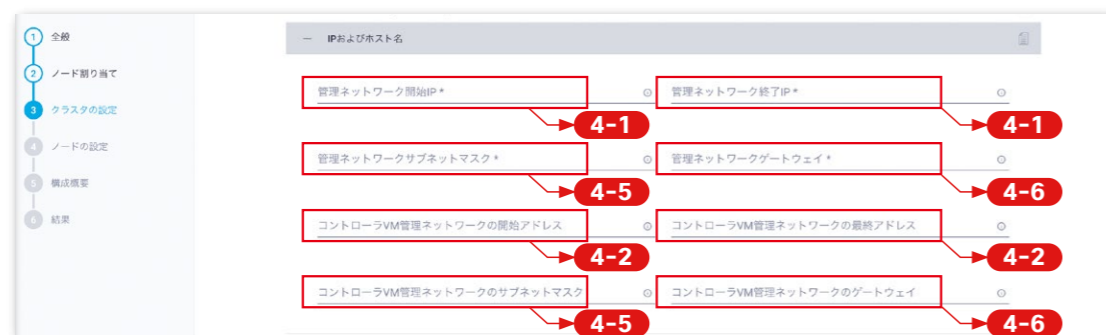 1 全般
2 ノード割り当て
3 クラスタの設定
4 ノードの設定
5 構成概要
6 結果
− IPおよびホスト名
管理ネットワーク開始IP * 管理ネットワーク終了IP *
4-1 4-1
管理ネットワークサブネットマスク * 管理ネットワークゲートウェイ *
4-5 4-6
コントローラVM管理ネットワークの開始アドレス コントローラVM管理ネットワークの最終アドレス
4-2 4-2
コントローラVM管理ネットワークのサブネットマスク コントローラVM管理ネットワークのゲートウェイ
4-5 4-6